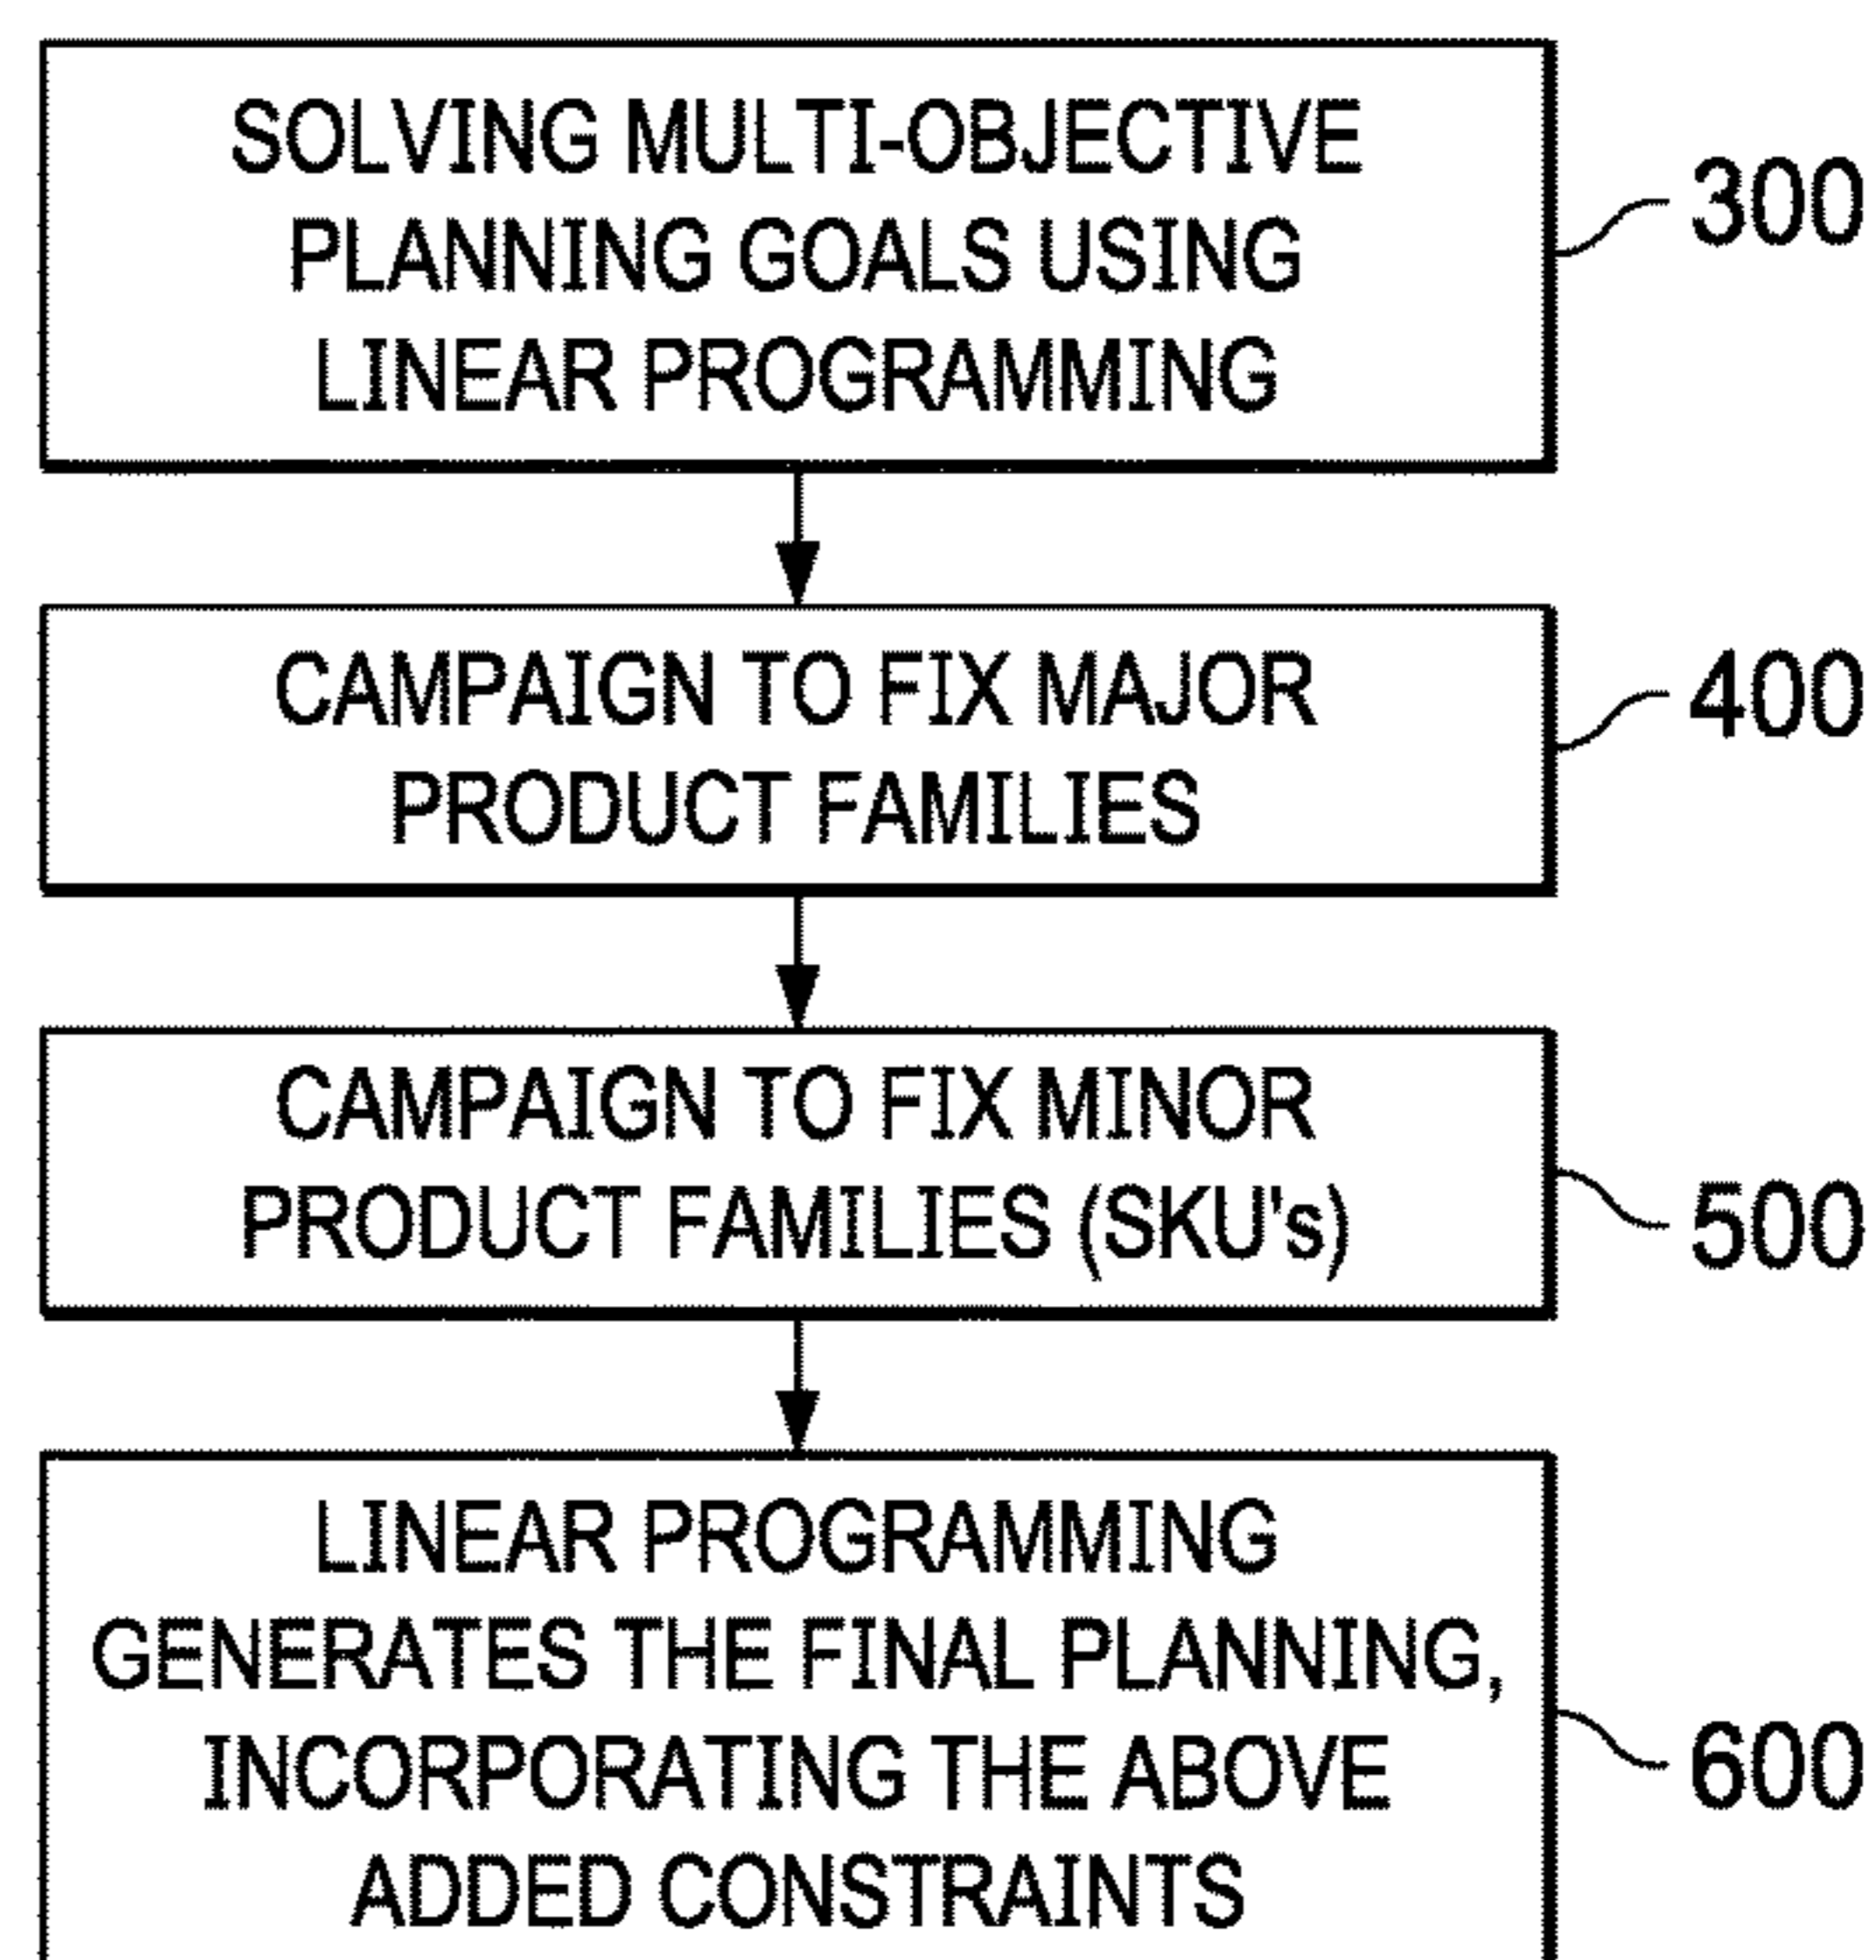 SOLVING MULTI-OBJECTIVE
PLANNING GOALS USING
LINEAR PROGRAMMING
300
CAMPAIGN TO FIX MAJOR
PRODUCT FAMILIES
400
CAMPAIGN TO FIX MINOR
PRODUCT FAMILIES (SKU's)
500
LINEAR PROGRAMMING
GENERATES THE FINAL PLANNING,
INCORPORATING THE ABOVE
ADDED CONSTRAINTS
600